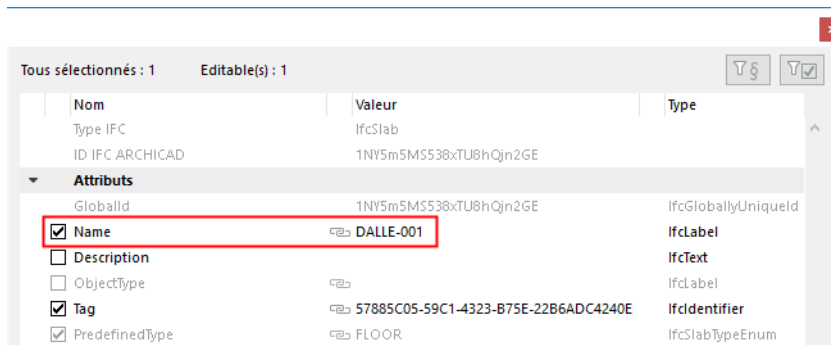 Tous sélectionnés : 1 Editable(s) : 1
Nom Valeur Type
Type IFC IfcSlab
ID IFC ARCHICAD 1NY5m5MS538xTU8hQjn2GE
Attributs
GlobalId 1NY5m5MS538xTU8hQjn2GE IfcGloballyUniqueId
Name DALLE-001 IfcLabel
Description IfcText
ObjectType IfcLabel
Tag 57885C05-59C1-4323-B75E-22B6ADC4240E IfcIdentifier
PredefinedType FLOOR IfcSlabTypeEnum